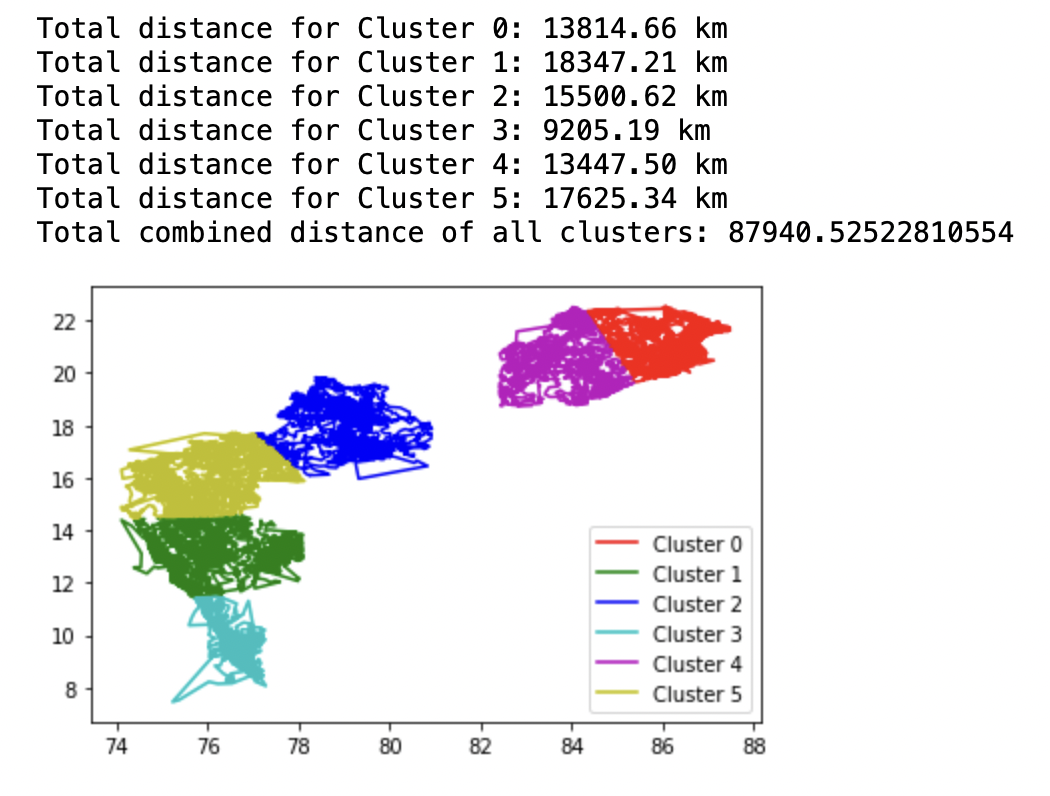 Total distance for Cluster 0: 13814.66 km
Total distance for Cluster 1: 18347.21 km
Total distance for Cluster 2: 15500.62 km
Total distance for Cluster 3: 9205.19 km
Total distance for Cluster 4: 13447.50 km
Total distance for Cluster 5: 17625.34 km
Total combined distance of all clusters: 87940.52522810554
22
20
18
16
14
12
10
8
Cluster 0
Cluster 1
Cluster 2
Cluster 3
Cluster 4
Cluster 5
74 76 78 80 82 84 86 88